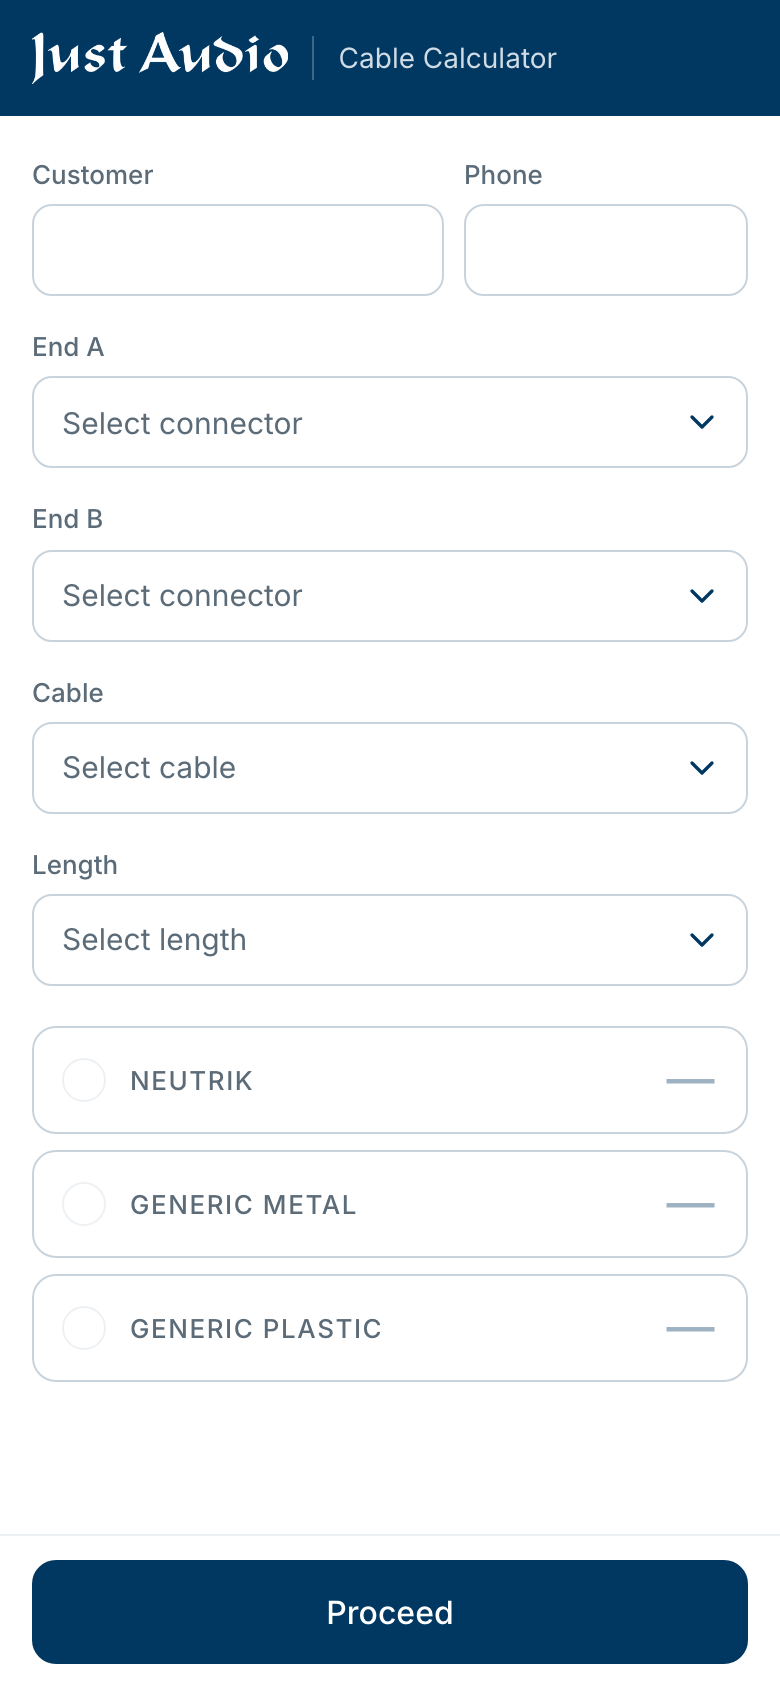 Just Audio
Cable Calculator
Customer
Phone
End A
Select connector
End B
Select connector
Cable
Select cable
Length
Select length
NEUTRIK
GENERIC METAL
GENERIC PLASTIC
Proceed